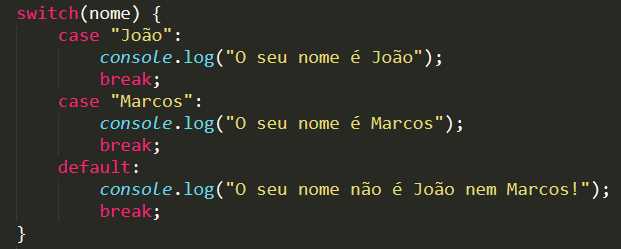 switch(nome) {
    case "João":
        console.log("O seu nome é João");
        break;
    case "Marcos":
        console.log("O seu nome é Marcos");
        break;
    default:
        console.log("O seu nome não é João nem Marcos!");
        break;
}